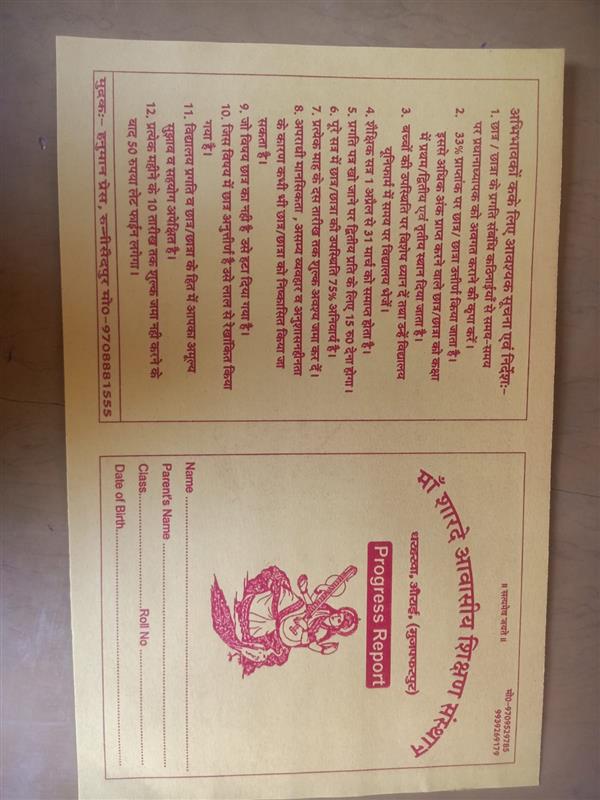 अभिभावकों कके लिए आवश्यक सूचना एवं निर्देशः-
1. छात्र / छात्रा के प्रगति संबंधि कठिनाईयाँ से समय-समय
पर प्रधानाध्यापक को अवगत कराने की कृपा करें।
2. 33% प्राप्तांक पर छात्र/ छात्रा उत्तीर्ण किया जाता है।
इससे अधिक अंक प्राप्त करने वाले छात्र/छात्रा को कक्षा
में प्रथम/द्वितीय एवं तृतीय स्थान दिया जाता है।
3. बच्चों की उपस्थिति पर विशेष ध्यान दें तथा उन्हें विद्यालय
यूनिफार्म में समय पर विद्यालय भेजें।
4. शैक्षिक सत्र 1 अप्रैल से 31 मार्च को समाप्त होता है।
5. प्रगति पत्र खो जाने पर द्वितीय प्रति के लिए 15 रु0 देना होगा।
6. पूरे सत्र में छात्र/छात्रा की उपस्थिति 75% अनिवार्य है।
7. प्रत्येक माह के दस तारीख तक शुल्क अवश्य जमा कर दें।
8. अपराधी मानसिकता , असम्य व्यवहार व अनुशासनहीनता
के कारण कभी भी छात्र/छात्रा को निष्कासित किया जा
सकता है।
9. जो विषय छात्र का नही है उसे हटा दिया गया है।
10. जिस विषय में छात्र अनुत्तीर्ण है उसे लाल से रेखांकित किया
गया है।
11. विद्यालय प्रगति व छात्र/छात्रा के हित में आपका अमूल्य
सुझाव व सहयोग अपेक्षित है।
12. प्रत्येक महीने के 10 तारीख तक शुल्क जमा नही करने के
बाद 50 रुपया लेट फाईन लगेगा।
मुद्रकः- हनुमान प्रेस, रुन्नीसैदपुर मो0-9708881555
॥ सत्यमेव जयते ॥
मो0-9709529785
9939269179
माँ शारदे आवासीय शिक्षण संस्थान
धरहरवा, औराई, (मुजफ्फरपुर)
Progress Report
Name ........................................................................
Parent's Name ..........................................................
Class..............................Roll No ..............................
Date of Birth..............................................................